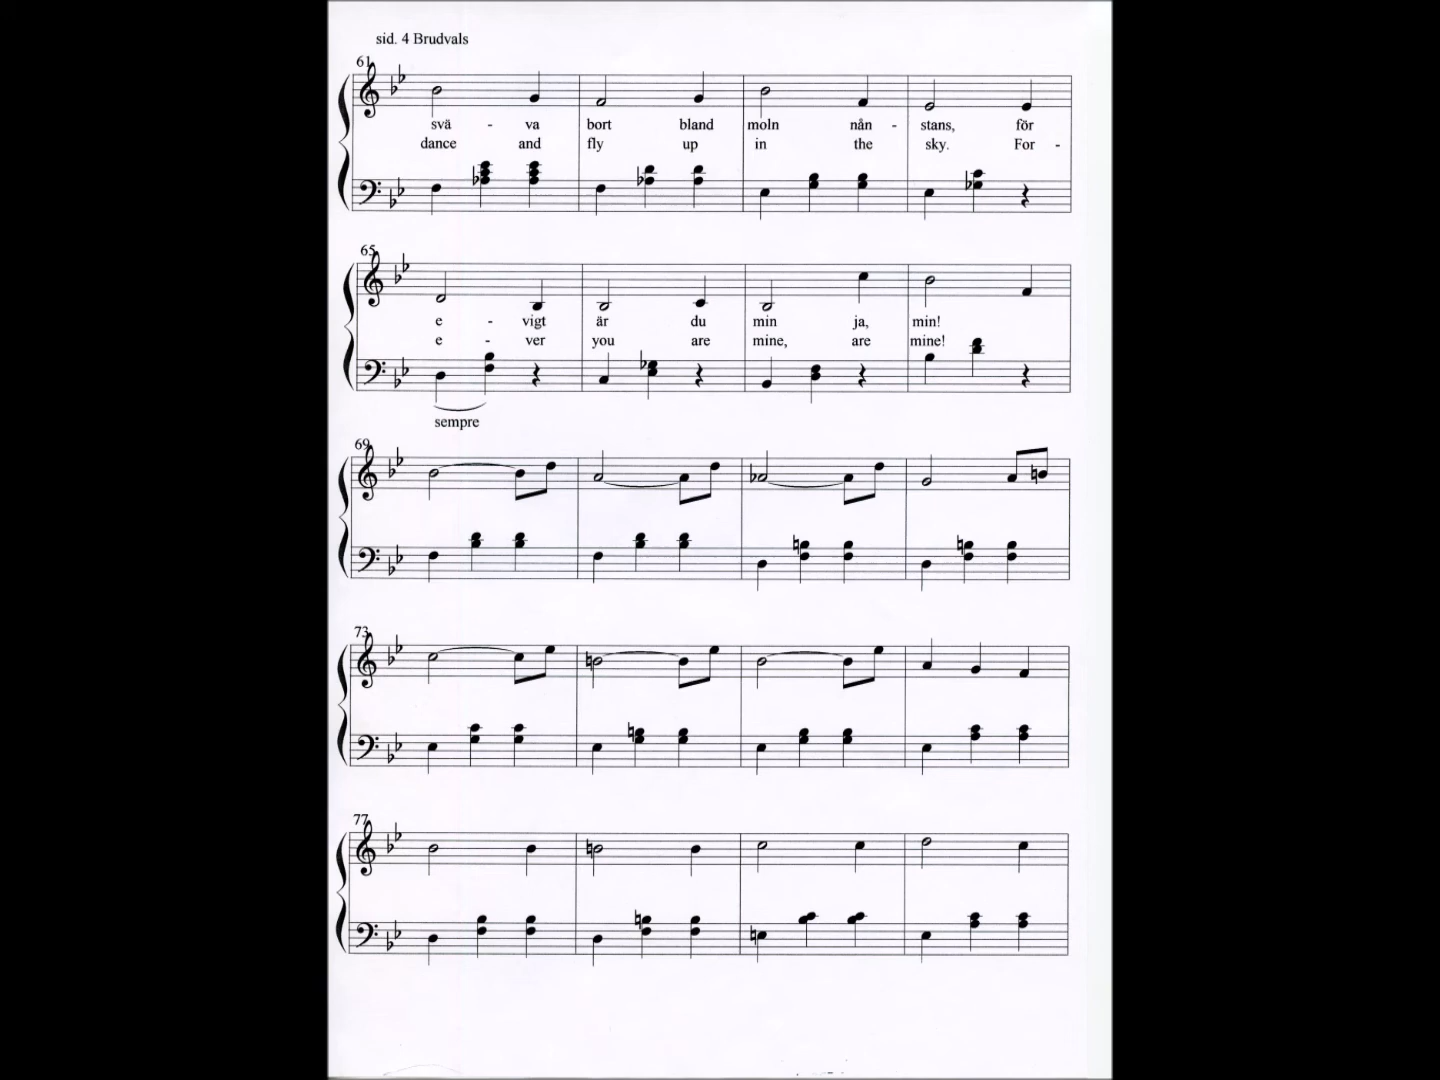 sid. 4 Brudvals
61
svä - va bort bland moln nån - stans, för
dance and fly up in the sky. For -
65
e - vigt är du min ja, min!
e - ver you are mine, are mine!
sempre
69
73
77